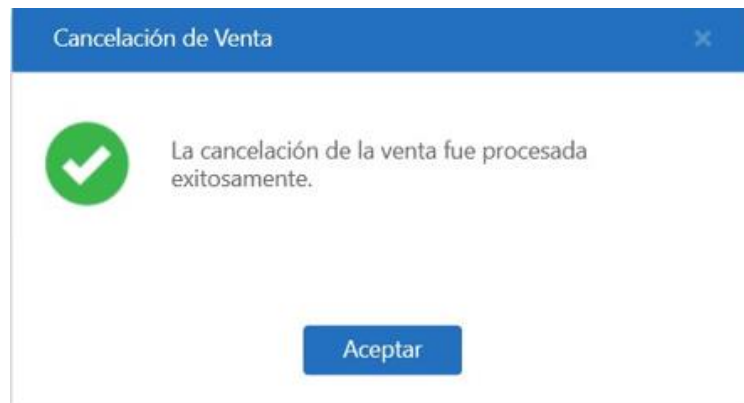 Cancelación de Venta
La cancelación de la venta fue procesada
exitosamente.
Aceptar